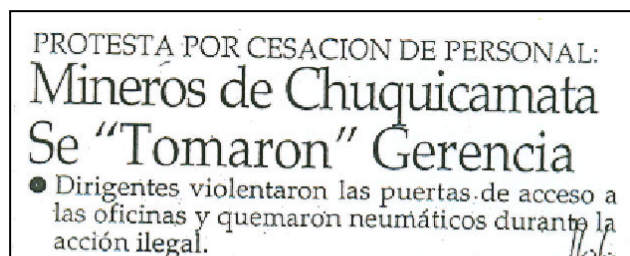 PROTESTA POR CESACION DE PERSONAL:
Mineros de Chuquicamata
Se “Tomaron” Gerencia
● Dirigentes violentaron las puertas de acceso a
las oficinas y quemaron neumáticos durante la
acción ilegal.